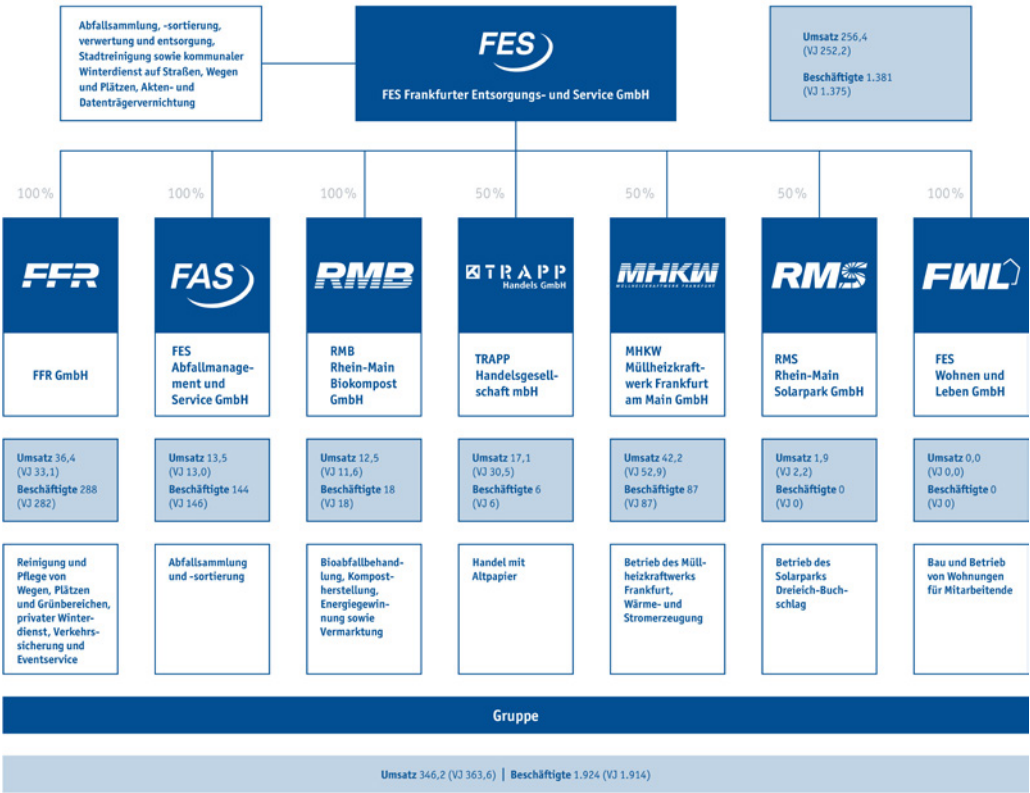 Abfallsammlung, -sortierung,
verwertung und entsorgung,
Stadtreinigung sowie kommunaler
Winterdienst auf Straßen, Wegen
und Plätzen, Akten- und
Datenträgervernichtung
FES
FES Frankfurter Entsorgungs- und Service GmbH
Umsatz 256,4
(VJ 252,2)
Beschäftigte 1.381
(VJ 1.375)
100%
100%
100%
50%
50%
50%
100%
FFR
FFR GmbH
Umsatz 36,4
(VJ 33,1)
Beschäftigte 288
(VJ 282)
Reinigung und
Pflege von
Wegen, Plätzen
und Grünbereichen,
privater Winter-
dienst, Verkehrs-
sicherung und
Eventservice
FAS
FES
Abfallmanage-
ment und
Service GmbH
Umsatz 13,5
(VJ 13,0)
Beschäftigte 144
(VJ 146)
Abfallsammlung
und -sortierung
RMB
RMB
Rhein-Main
Biokompost
GmbH
Umsatz 12,5
(VJ 11,6)
Beschäftigte 18
(VJ 18)
Bioabfallbehand-
lung, Kompost-
herstellung,
Energiegewin-
nung sowie
Vermarktung
TRAPP
Handels GmbH
TRAPP
Handelsgesell-
schaft mbH
Umsatz 17,1
(VJ 30,5)
Beschäftigte 6
(VJ 6)
Handel mit
Altpapier
MHKW
MÜLLHEIZKRAFTWERK FRANKFURT
MHKW
Müllheizkraft-
werk Frankfurt
am Main GmbH
Umsatz 42,2
(VJ 52,9)
Beschäftigte 87
(VJ 87)
Betrieb des Müll-
heizkraftwerks
Frankfurt,
Wärme- und
Stromerzeugung
RMS
RMS
Rhein-Main
Solarpark GmbH
Umsatz 1,9
(VJ 2,2)
Beschäftigte 0
(VJ 0)
Betrieb des
Solarparks
Dreieich-Buch-
schlag
FWL
FES
Wohnen und
Leben GmbH
Umsatz 0,0
(VJ 0,0)
Beschäftigte 0
(VJ 0)
Bau und Betrieb
von Wohnungen
für Mitarbeitende
Gruppe
Umsatz 346,2 (VJ 363,6) | Beschäftigte 1.924 (VJ 1.914)